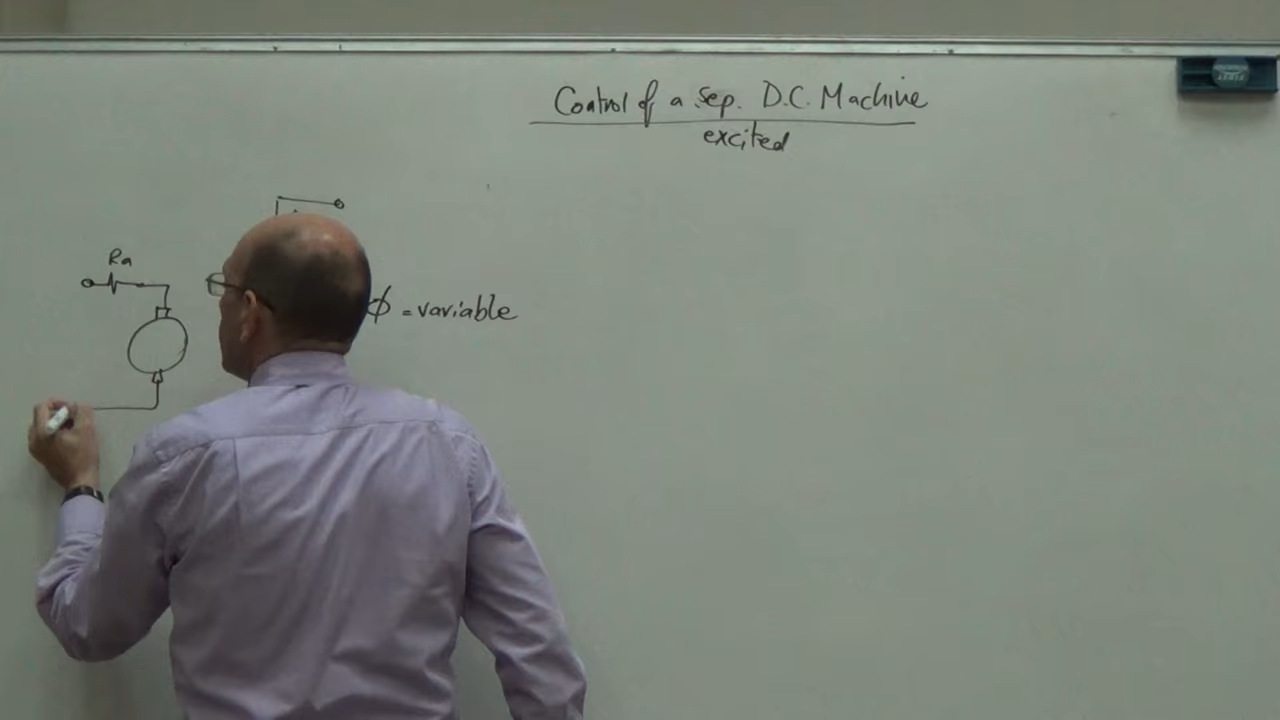 Control of a Sep. D.C. Machine
excited
Ra
ϕ = variable